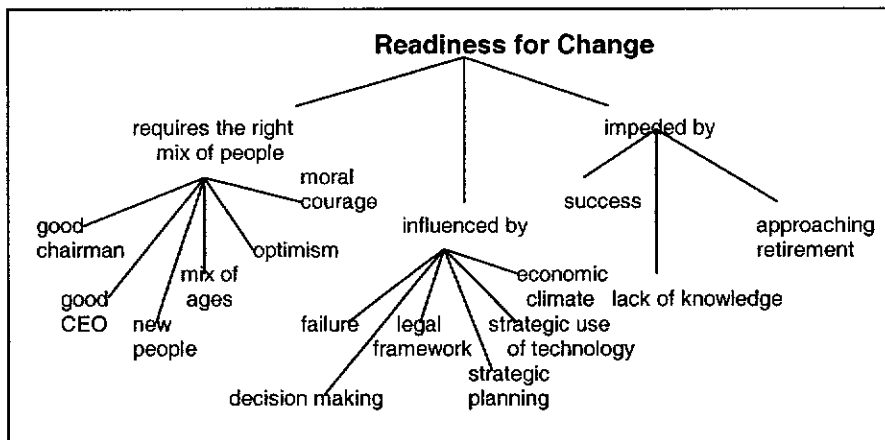 Readiness for Change
requires the right
mix of people
impeded by
moral
courage
good
chairman
optimism
mix of
ages
good
CEO
new
people
influenced by
success
approaching
retirement
economic
climate
lack of knowledge
failure
legal
framework
strategic use
of technology
strategic
planning
decision making